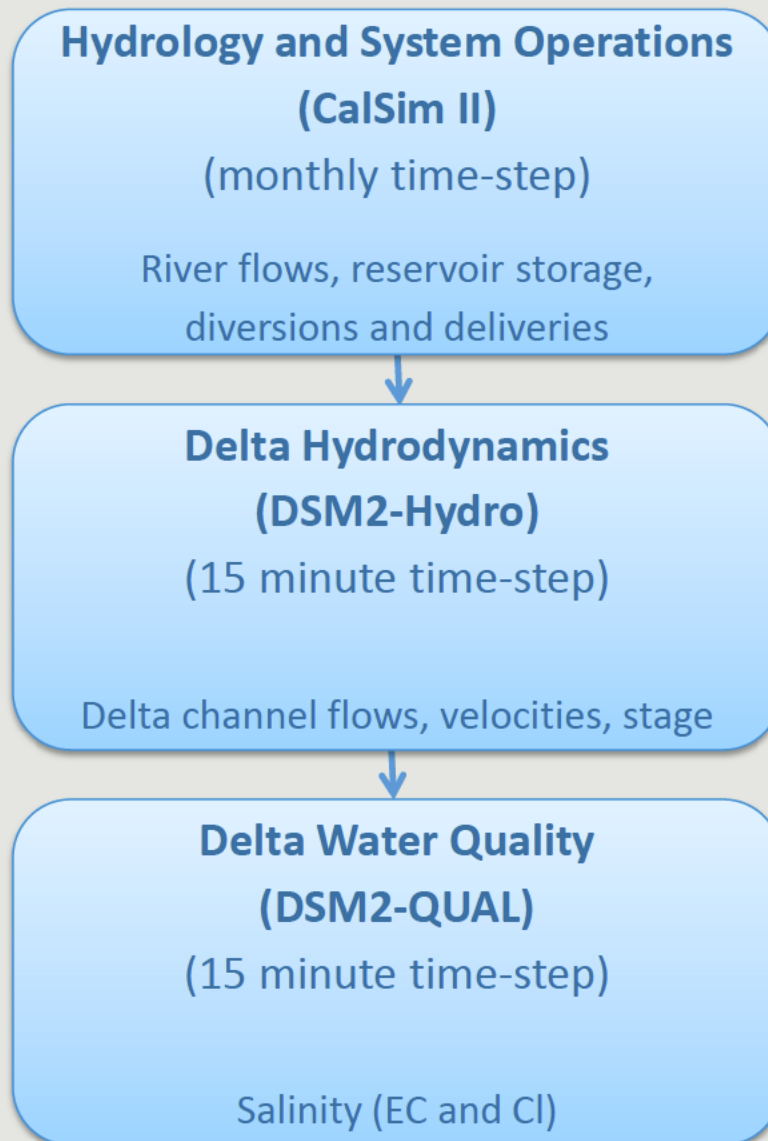 Hydrology and System Operations
(CalSim II)
(monthly time-step)
River flows, reservoir storage,
diversions and deliveries
Delta Hydrodynamics
(DSM2-Hydro)
(15 minute time-step)
Delta channel flows, velocities, stage
Delta Water Quality
(DSM2-QUAL)
(15 minute time-step)
Salinity (EC and Cl)